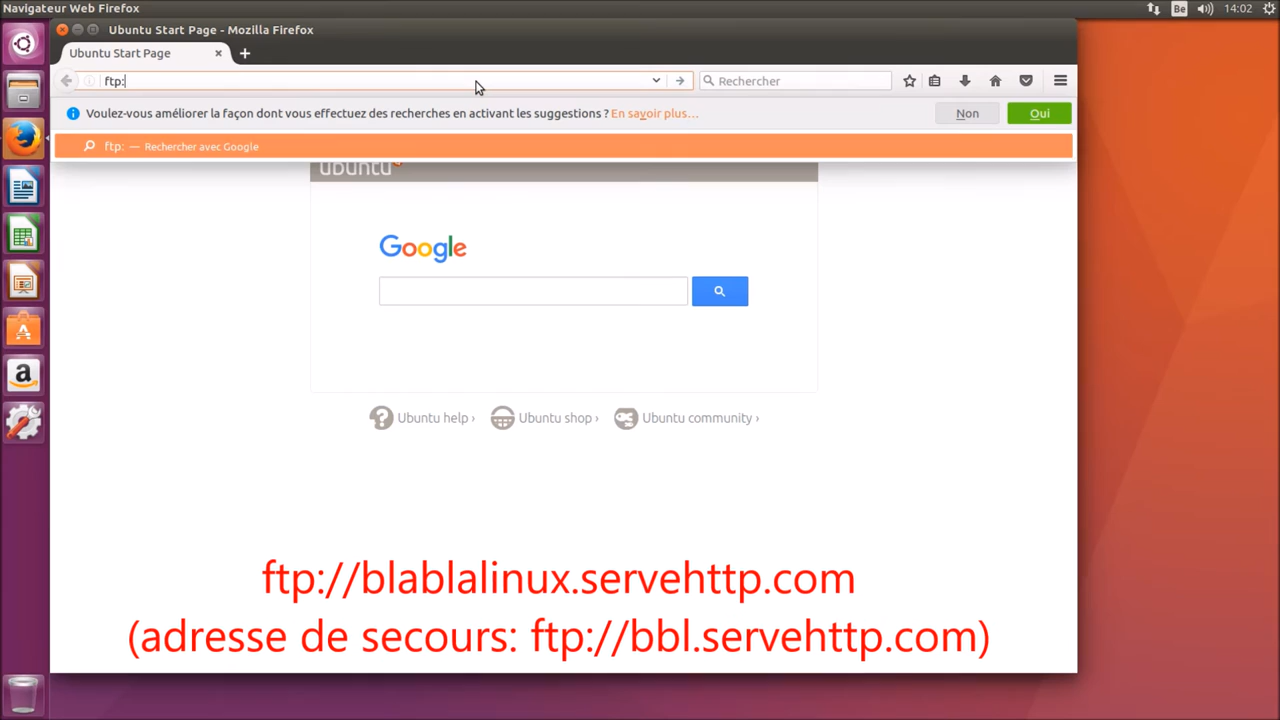 Navigateur Web Firefox
Be
14:02
Ubuntu Start Page - Mozilla Firefox
Ubuntu Start Page
ftp:
Rechercher
Voulez-vous améliorer la façon dont vous effectuez des recherches en activant les suggestions ? En savoir plus…
Non
Oui
ftp: — Rechercher avec Google
ubuntu
Google
Ubuntu help ›
Ubuntu shop ›
Ubuntu community ›
ftp://blablalinux.servehttp.com
(adresse de secours: ftp://bbl.servehttp.com)